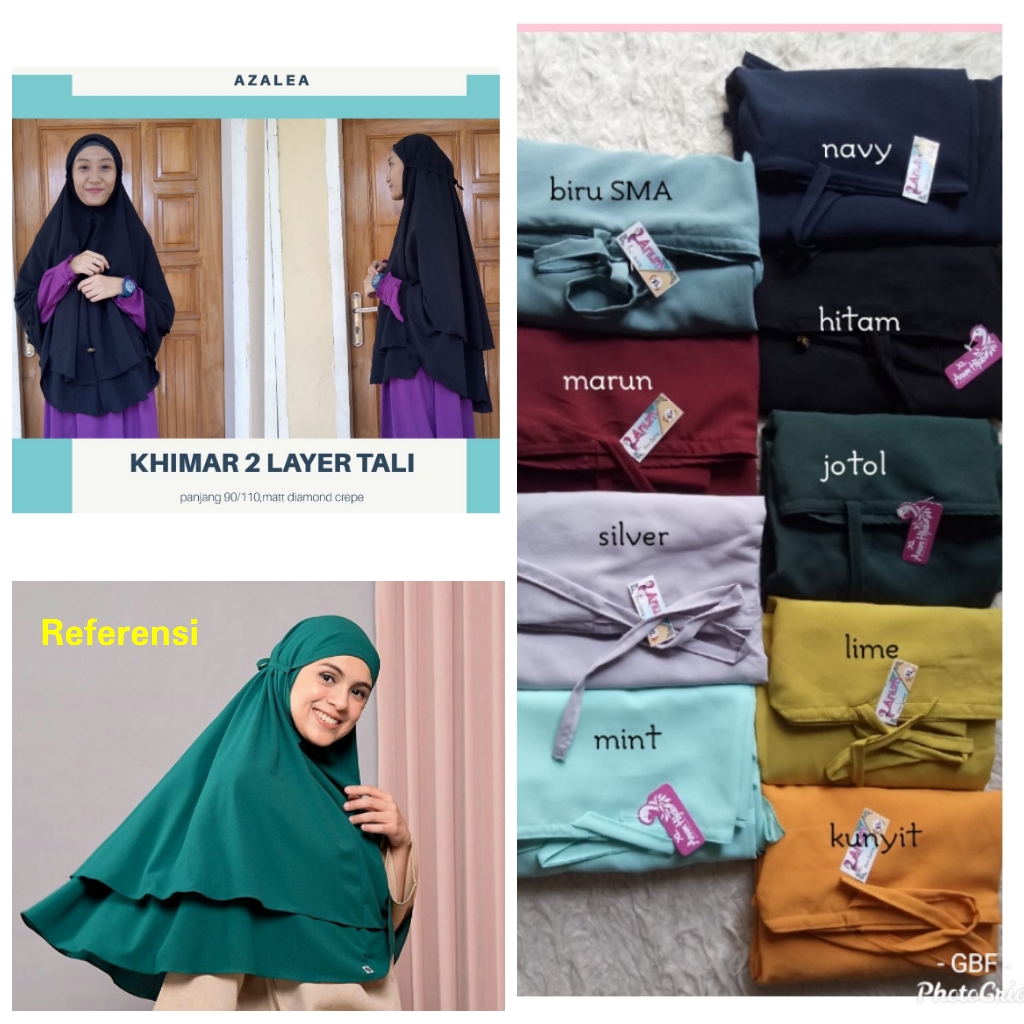 AZALEA
KHIMAR 2 LAYER TALI
panjang 90/110,matt diamond crepe
Referensi
navy
biru SMA
hitam
marun
jotol
silver
lime
mint
kunyit
- GBF -